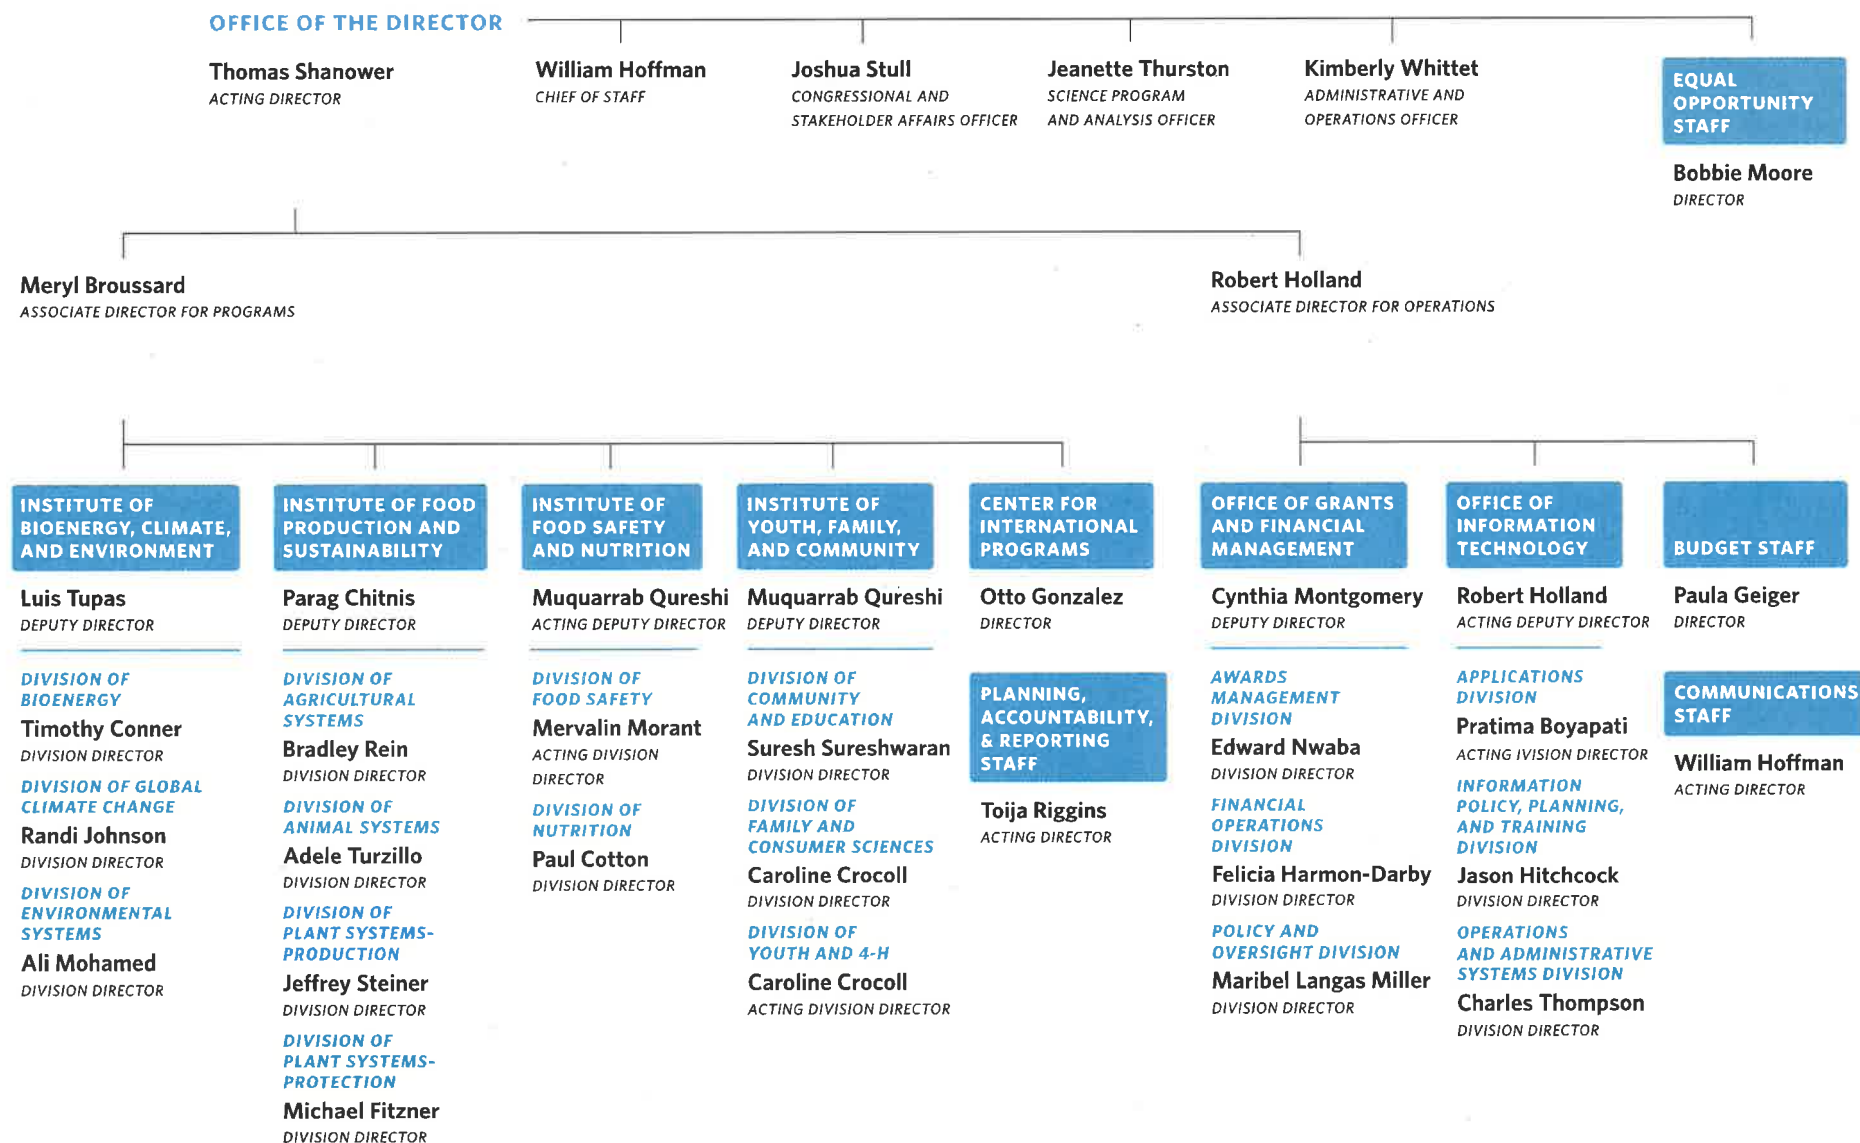 OFFICE OF THE DIRECTOR
Thomas Shanower
ACTING DIRECTOR
William Hoffman
CHIEF OF STAFF
Joshua Stull
CONGRESSIONAL AND
STAKEHOLDER AFFAIRS OFFICER
Jeanette Thurston
SCIENCE PROGRAM
AND ANALYSIS OFFICER
Kimberly Whittet
ADMINISTRATIVE AND
OPERATIONS OFFICER
EQUAL
OPPORTUNITY
STAFF
Bobbie Moore
DIRECTOR
Meryl Broussard
ASSOCIATE DIRECTOR FOR PROGRAMS
Robert Holland
ASSOCIATE DIRECTOR FOR OPERATIONS
INSTITUTE OF
BIOENERGY, CLIMATE,
AND ENVIRONMENT
Luis Tupas
DEPUTY DIRECTOR
DIVISION OF
BIOENERGY
Timothy Conner
DIVISION DIRECTOR
DIVISION OF GLOBAL
CLIMATE CHANGE
Randi Johnson
DIVISION DIRECTOR
DIVISION OF
ENVIRONMENTAL
SYSTEMS
Ali Mohamed
DIVISION DIRECTOR
INSTITUTE OF FOOD
PRODUCTION AND
SUSTAINABILITY
Parag Chitnis
DEPUTY DIRECTOR
DIVISION OF
AGRICULTURAL
SYSTEMS
Bradley Rein
DIVISION DIRECTOR
DIVISION OF
ANIMAL SYSTEMS
Adele Turzillo
DIVISION DIRECTOR
DIVISION OF
PLANT SYSTEMS-
PRODUCTION
Jeffrey Steiner
DIVISION DIRECTOR
DIVISION OF
PLANT SYSTEMS-
PROTECTION
Michael Fitzner
DIVISION DIRECTOR
INSTITUTE OF
FOOD SAFETY
AND NUTRITION
Muquarrab Qureshi
ACTING DEPUTY DIRECTOR
DIVISION OF
FOOD SAFETY
Mervalin Morant
ACTING DIVISION
DIRECTOR
DIVISION OF
NUTRITION
Paul Cotton
DIVISION DIRECTOR
INSTITUTE OF
YOUTH, FAMILY,
AND COMMUNITY
Muquarrab Qureshi
DEPUTY DIRECTOR
DIVISION OF
COMMUNITY
AND EDUCATION
Suresh Sureshwaran
DIVISION DIRECTOR
DIVISION OF
FAMILY AND
CONSUMER SCIENCES
Caroline Crocoll
DIVISION DIRECTOR
DIVISION OF
YOUTH AND 4-H
Caroline Crocoll
ACTING DIVISION DIRECTOR
CENTER FOR
INTERNATIONAL
PROGRAMS
Otto Gonzalez
DIRECTOR
PLANNING,
ACCOUNTABILITY,
& REPORTING
STAFF
Toija Riggins
ACTING DIRECTOR
OFFICE OF GRANTS
AND FINANCIAL
MANAGEMENT
Cynthia Montgomery
DEPUTY DIRECTOR
AWARDS
MANAGEMENT
DIVISION
Edward Nwaba
DIVISION DIRECTOR
FINANCIAL
OPERATIONS
DIVISION
Felicia Harmon-Darby
DIVISION DIRECTOR
POLICY AND
OVERSIGHT DIVISION
Maribel Langas Miller
DIVISION DIRECTOR
OFFICE OF
INFORMATION
TECHNOLOGY
Robert Holland
ACTING DEPUTY DIRECTOR
APPLICATIONS
DIVISION
Pratima Boyapati
ACTING IVISION DIRECTOR
INFORMATION
POLICY, PLANNING,
AND TRAINING
DIVISION
Jason Hitchcock
DIVISION DIRECTOR
OPERATIONS
AND ADMINISTRATIVE
SYSTEMS DIVISION
Charles Thompson
DIVISION DIRECTOR
BUDGET STAFF
Paula Geiger
DIRECTOR
COMMUNICATIONS
STAFF
William Hoffman
ACTING DIRECTOR